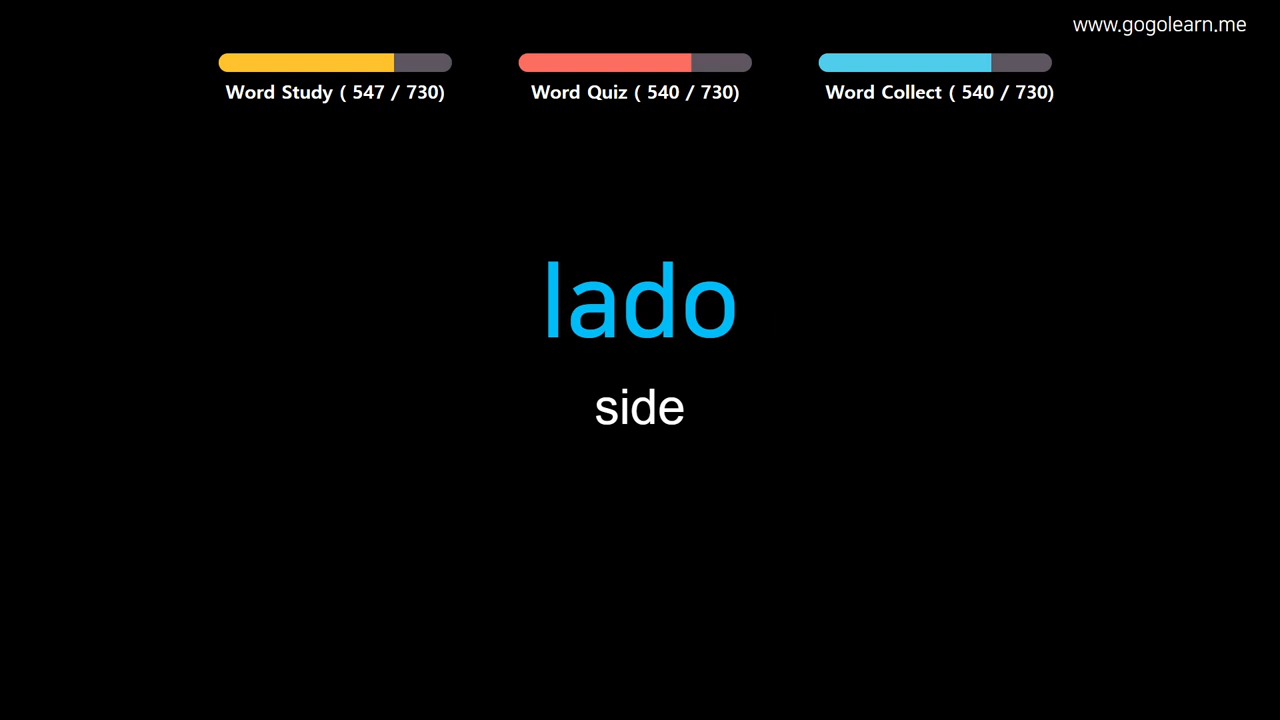 www.gogolearn.me
Word Study ( 547 / 730)
Word Quiz ( 540 / 730)
Word Collect ( 540 / 730)
lado
side